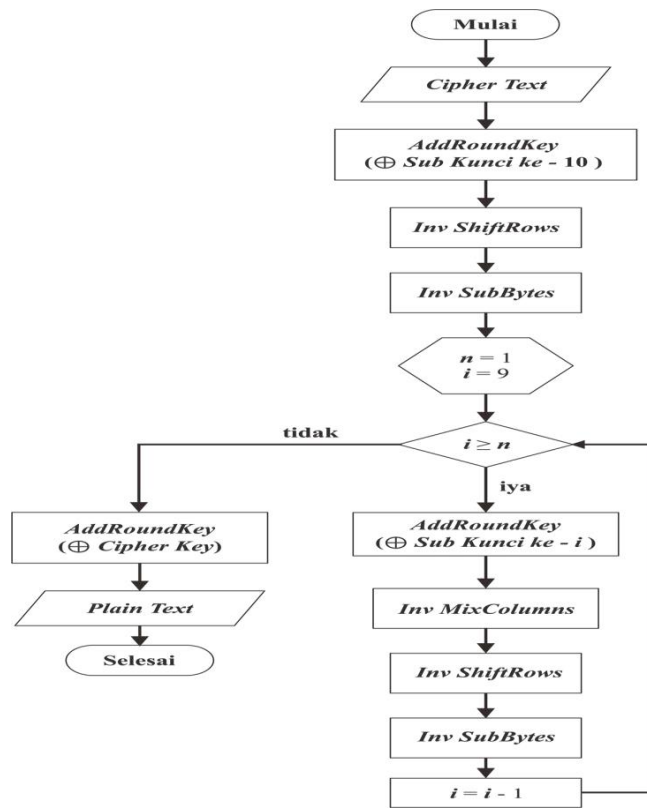 Mulai
Cipher Text
AddRoundKey
(⊕ Sub Kunci ke - 10 )
Inv ShiftRows
Inv SubBytes
n = 1
i = 9
i ≥ n
tidak
iya
AddRoundKey
(⊕ Cipher Key)
Plain Text
Selesai
AddRoundKey
(⊕ Sub Kunci ke - i )
Inv MixColumns
Inv ShiftRows
Inv SubBytes
i = i - 1